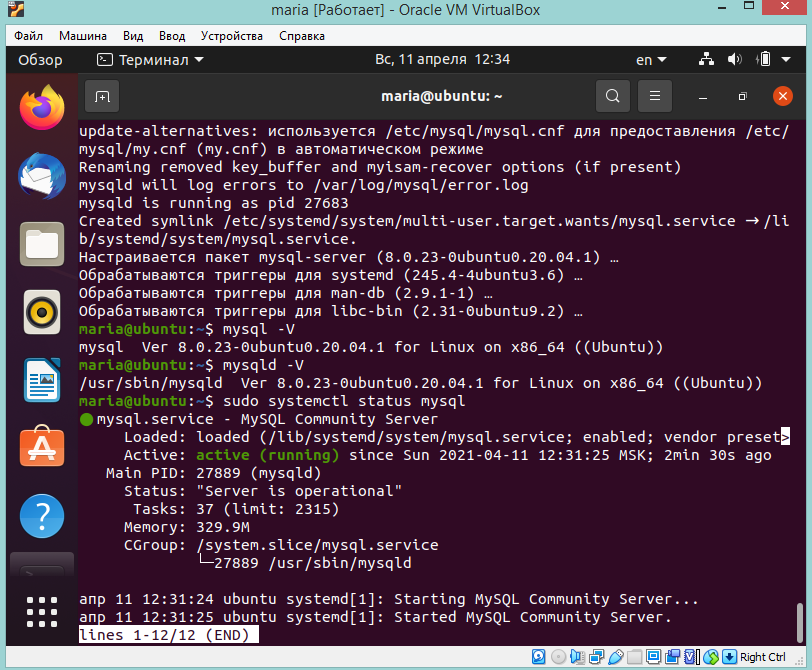 maria [Работает] - Oracle VM VirtualBox
Файл Машина Вид Ввод Устройства Справка
Обзор Терминал Вс, 11 апреля 12:34 en
maria@ubuntu: ~
update-alternatives: используется /etc/mysql/mysql.cnf для предоставления /etc/
mysql/my.cnf (my.cnf) в автоматическом режиме
Renaming removed key_buffer and myisam-recover options (if present)
mysqld will log errors to /var/log/mysql/error.log
mysqld is running as pid 27683
Created symlink /etc/systemd/system/multi-user.target.wants/mysql.service → /li
b/systemd/system/mysql.service.
Настраивается пакет mysql-server (8.0.23-0ubuntu0.20.04.1) …
Обрабатываются триггеры для systemd (245.4-4ubuntu3.6) …
Обрабатываются триггеры для man-db (2.9.1-1) …
Обрабатываются триггеры для libc-bin (2.31-0ubuntu9.2) …
maria@ubuntu:~$ mysql -V
mysql  Ver 8.0.23-0ubuntu0.20.04.1 for Linux on x86_64 ((Ubuntu))
maria@ubuntu:~$ mysqld -V
/usr/sbin/mysqld  Ver 8.0.23-0ubuntu0.20.04.1 for Linux on x86_64 ((Ubuntu))
maria@ubuntu:~$ sudo systemctl status mysql
● mysql.service - MySQL Community Server
Loaded: loaded (/lib/systemd/system/mysql.service; enabled; vendor preset>
Active: active (running) since Sun 2021-04-11 12:31:25 MSK; 2min 30s ago
Main PID: 27889 (mysqld)
Status: "Server is operational"
Tasks: 37 (limit: 2315)
Memory: 329.9M
CGroup: /system.slice/mysql.service
└─27889 /usr/sbin/mysqld
апр 11 12:31:24 ubuntu systemd[1]: Starting MySQL Community Server...
апр 11 12:31:25 ubuntu systemd[1]: Started MySQL Community Server.
lines 1-12/12 (END)
Right Ctrl